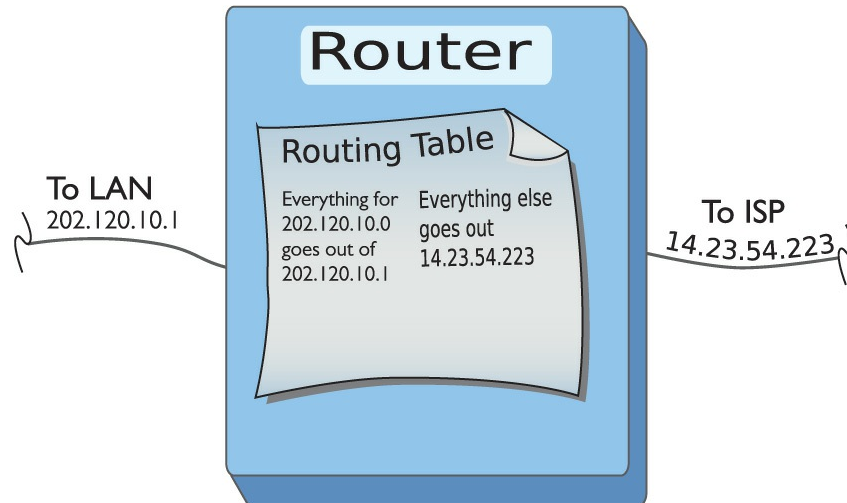 Router
Routing Table
Everything for
202.120.10.0
goes out of
202.120.10.1
Everything else
goes out
14.23.54.223
To LAN
202.120.10.1
To ISP
14.23.54.223